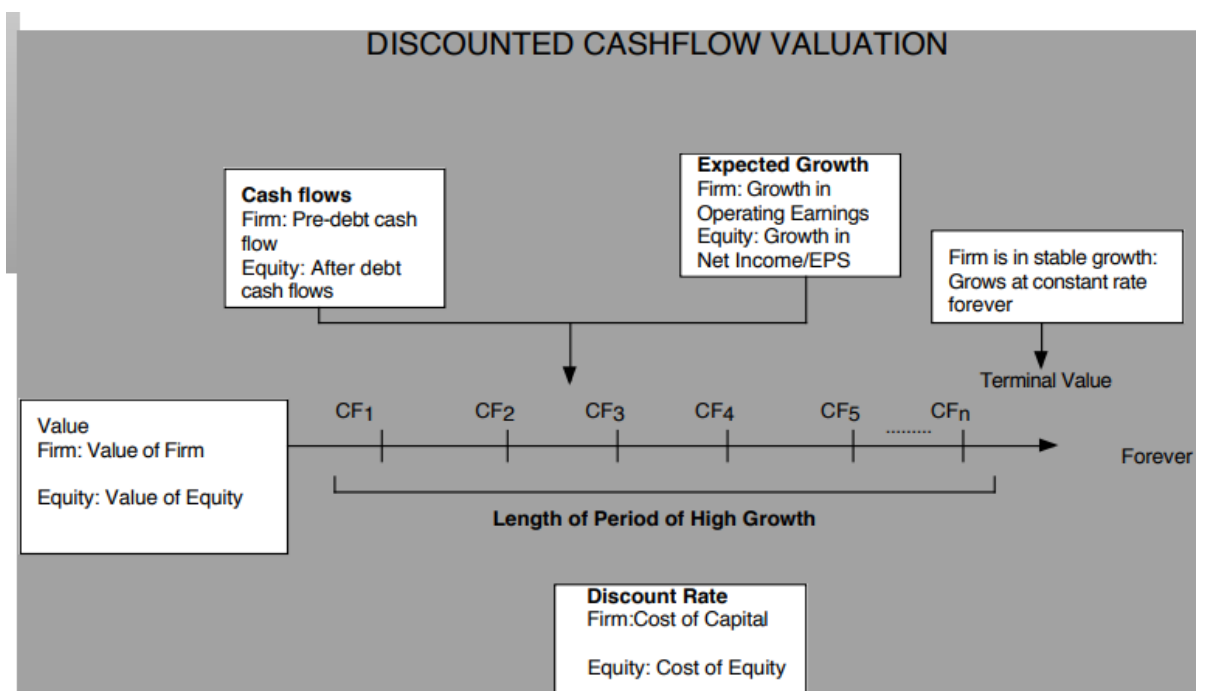 DISCOUNTED CASHFLOW VALUATION
Cash flows
Firm: Pre-debt cash
flow
Equity: After debt
cash flows
Expected Growth
Firm: Growth in
Operating Earnings
Equity: Growth in
Net Income/EPS
Firm is in stable growth:
Grows at constant rate
forever
Terminal Value
CF1 CF2 CF3 CF4 CF5 ......... CFn
Value
Firm: Value of Firm
Equity: Value of Equity
Forever
Length of Period of High Growth
Discount Rate
Firm:Cost of Capital
Equity: Cost of Equity